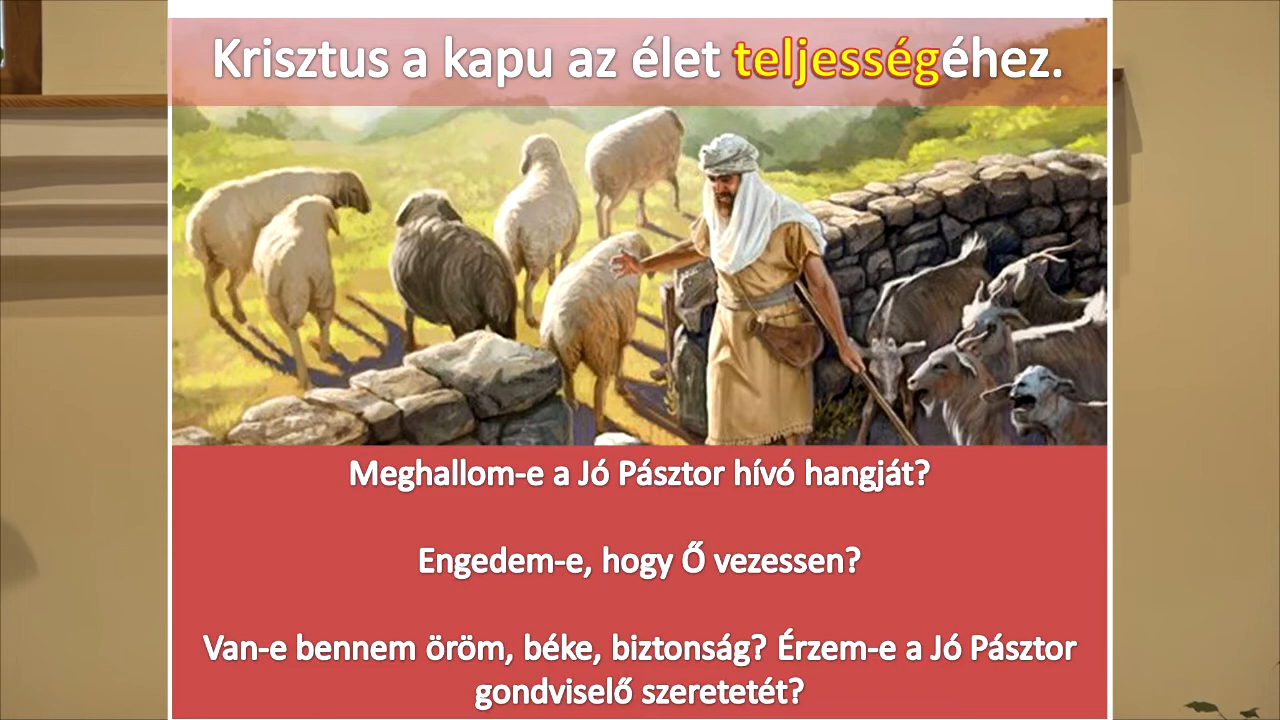 Krisztus a kapu az élet teljességéhez.
Meghallom-e a Jó Pásztor hívó hangját?
Engedem-e, hogy Ő vezessen?
Van-e bennem öröm, béke, biztonság? Érzem-e a Jó Pásztor
gondviselő szeretetét?